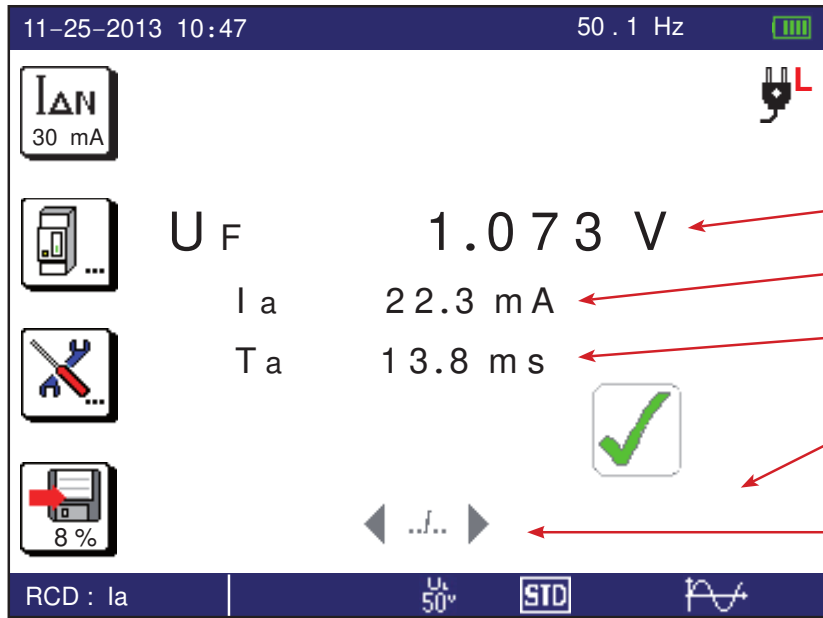 11-25-2013 10:47 50.1 Hz
IΔN
30 mA
L
UF 1.073 V
...
Ia 22.3 mA
Ta 13.8 ms
...
8 %
../..
RCD : Ia UL 50V STD